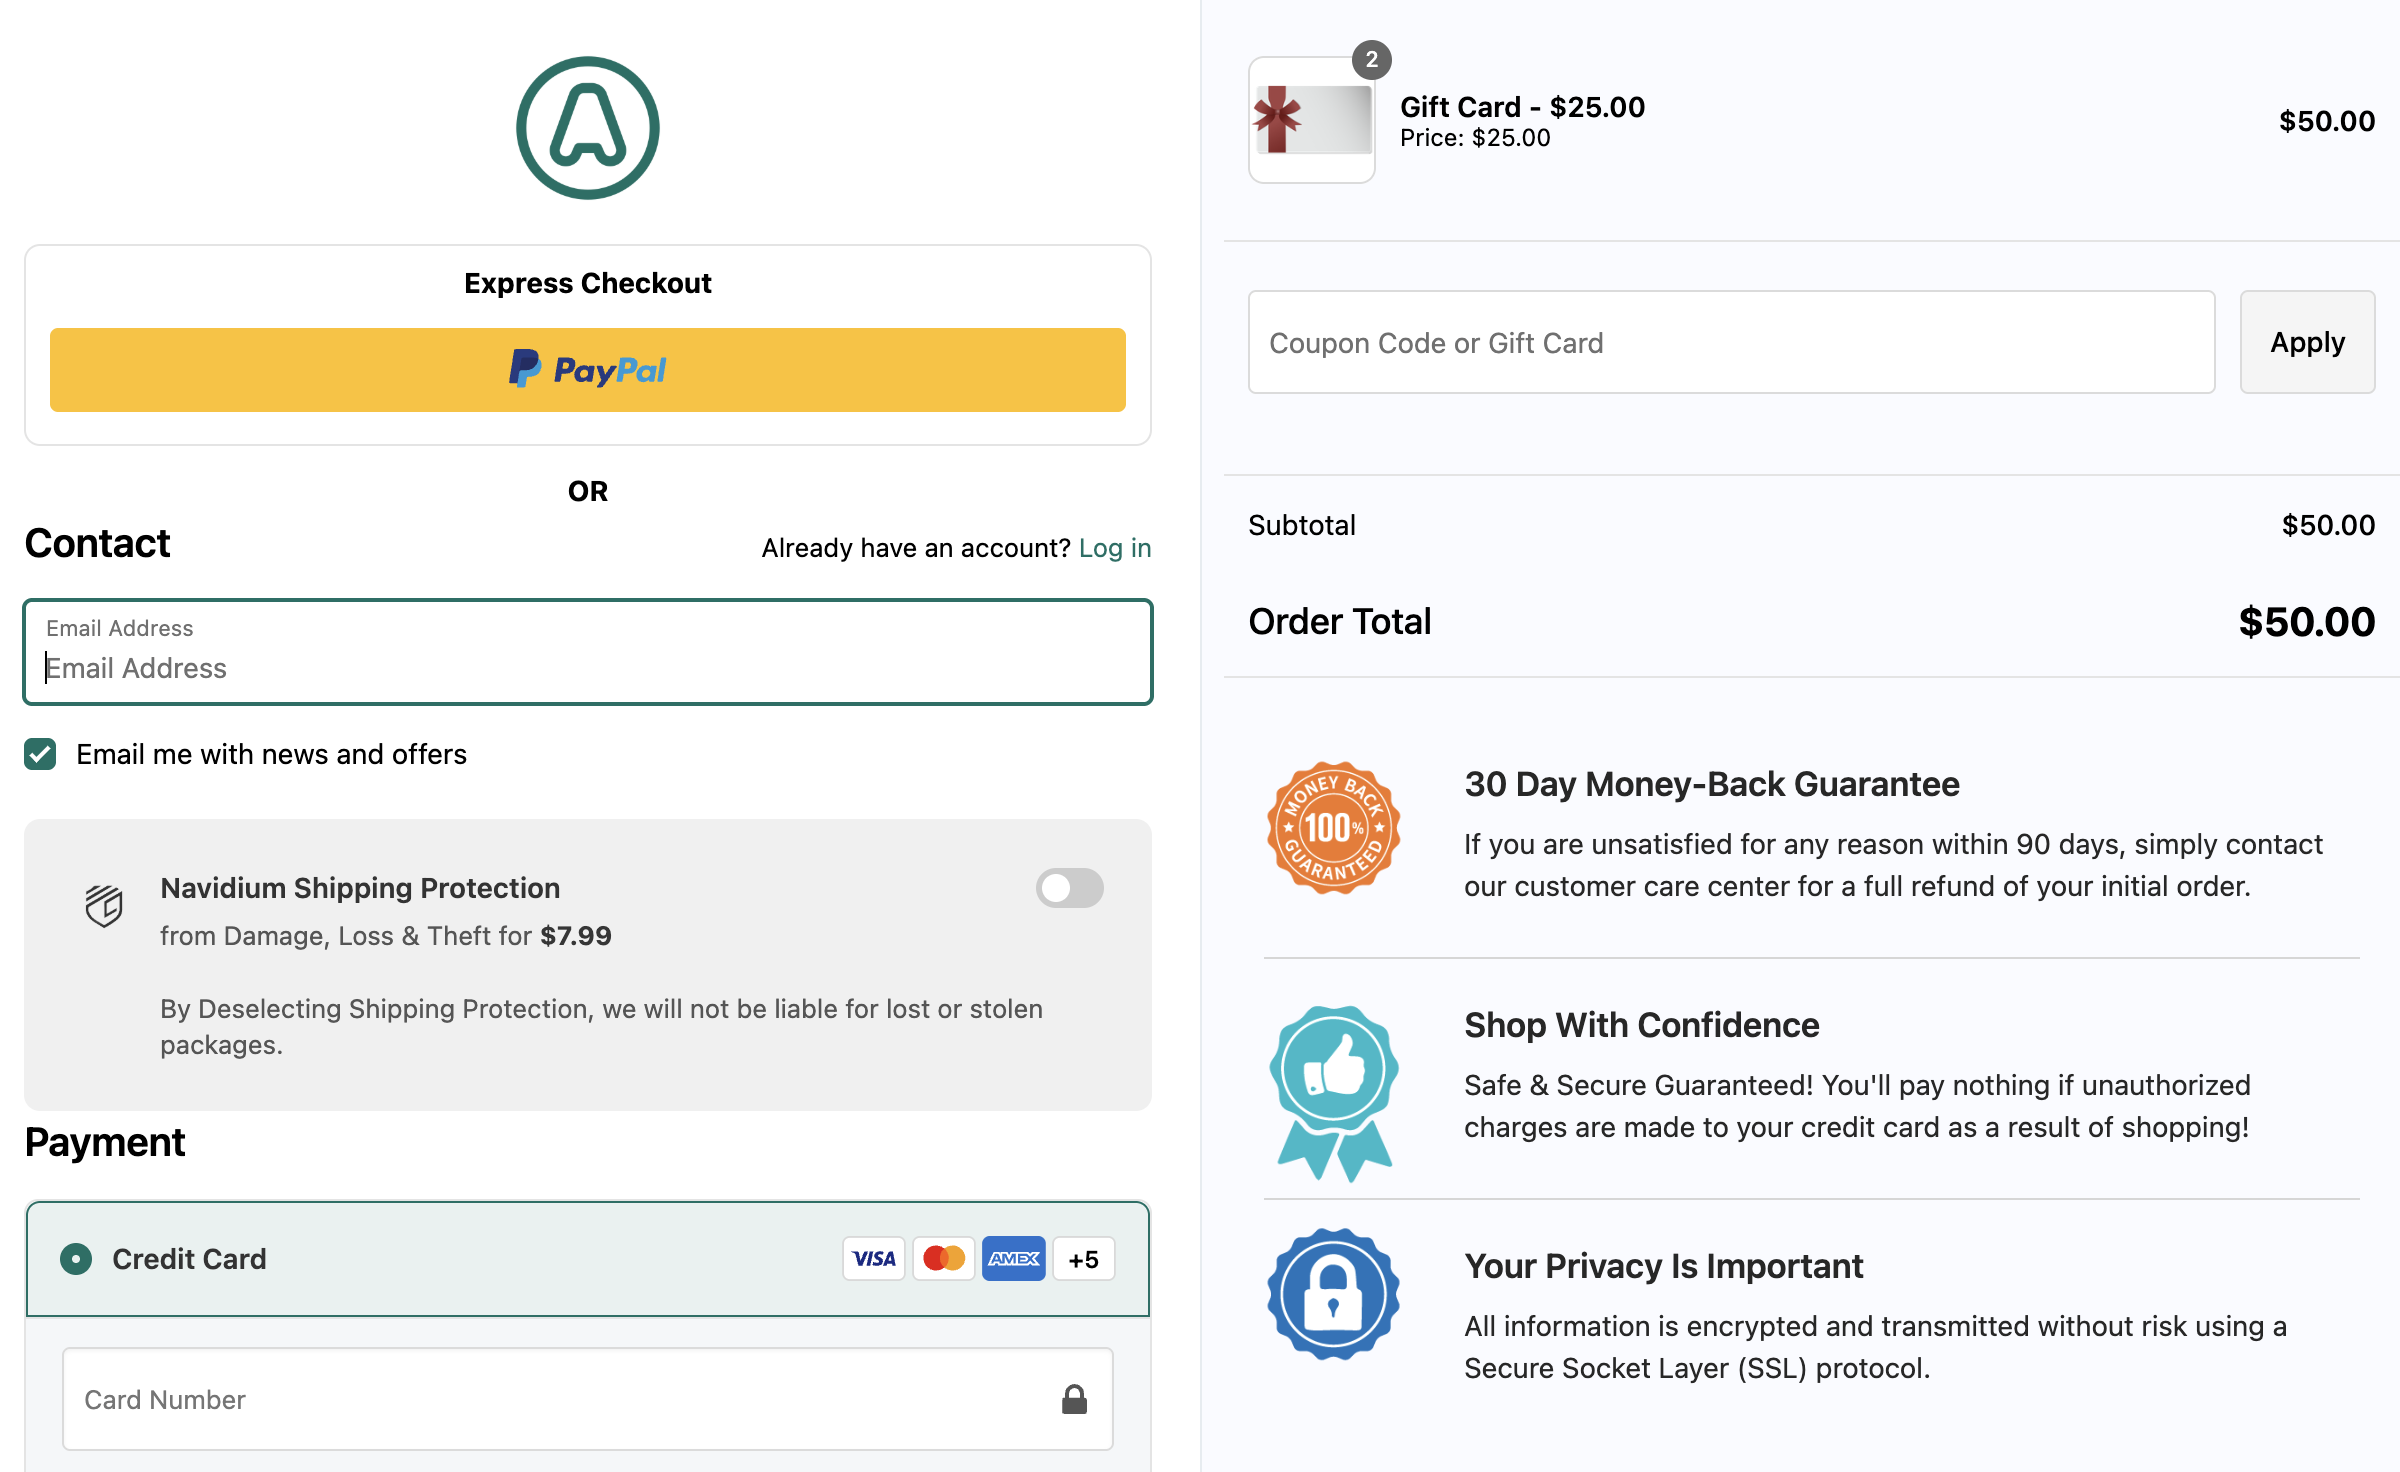 A
Express Checkout
PayPal
OR
Contact
Already have an account? Log in
Email Address
Email Address
Email me with news and offers
Navidium Shipping Protection
from Damage, Loss & Theft for $7.99
By Deselecting Shipping Protection, we will not be liable for lost or stolen
packages.
Payment
Credit Card
VISA
AMEX
+5
Card Number
2
Gift Card - $25.00
Price: $25.00
$50.00
Coupon Code or Gift Card
Apply
Subtotal
$50.00
Order Total
$50.00
MONEY BACK
100%
GUARANTEED
30 Day Money-Back Guarantee
If you are unsatisfied for any reason within 90 days, simply contact
our customer care center for a full refund of your initial order.
Shop With Confidence
Safe & Secure Guaranteed! You'll pay nothing if unauthorized
charges are made to your credit card as a result of shopping!
Your Privacy Is Important
All information is encrypted and transmitted without risk using a
Secure Socket Layer (SSL) protocol.